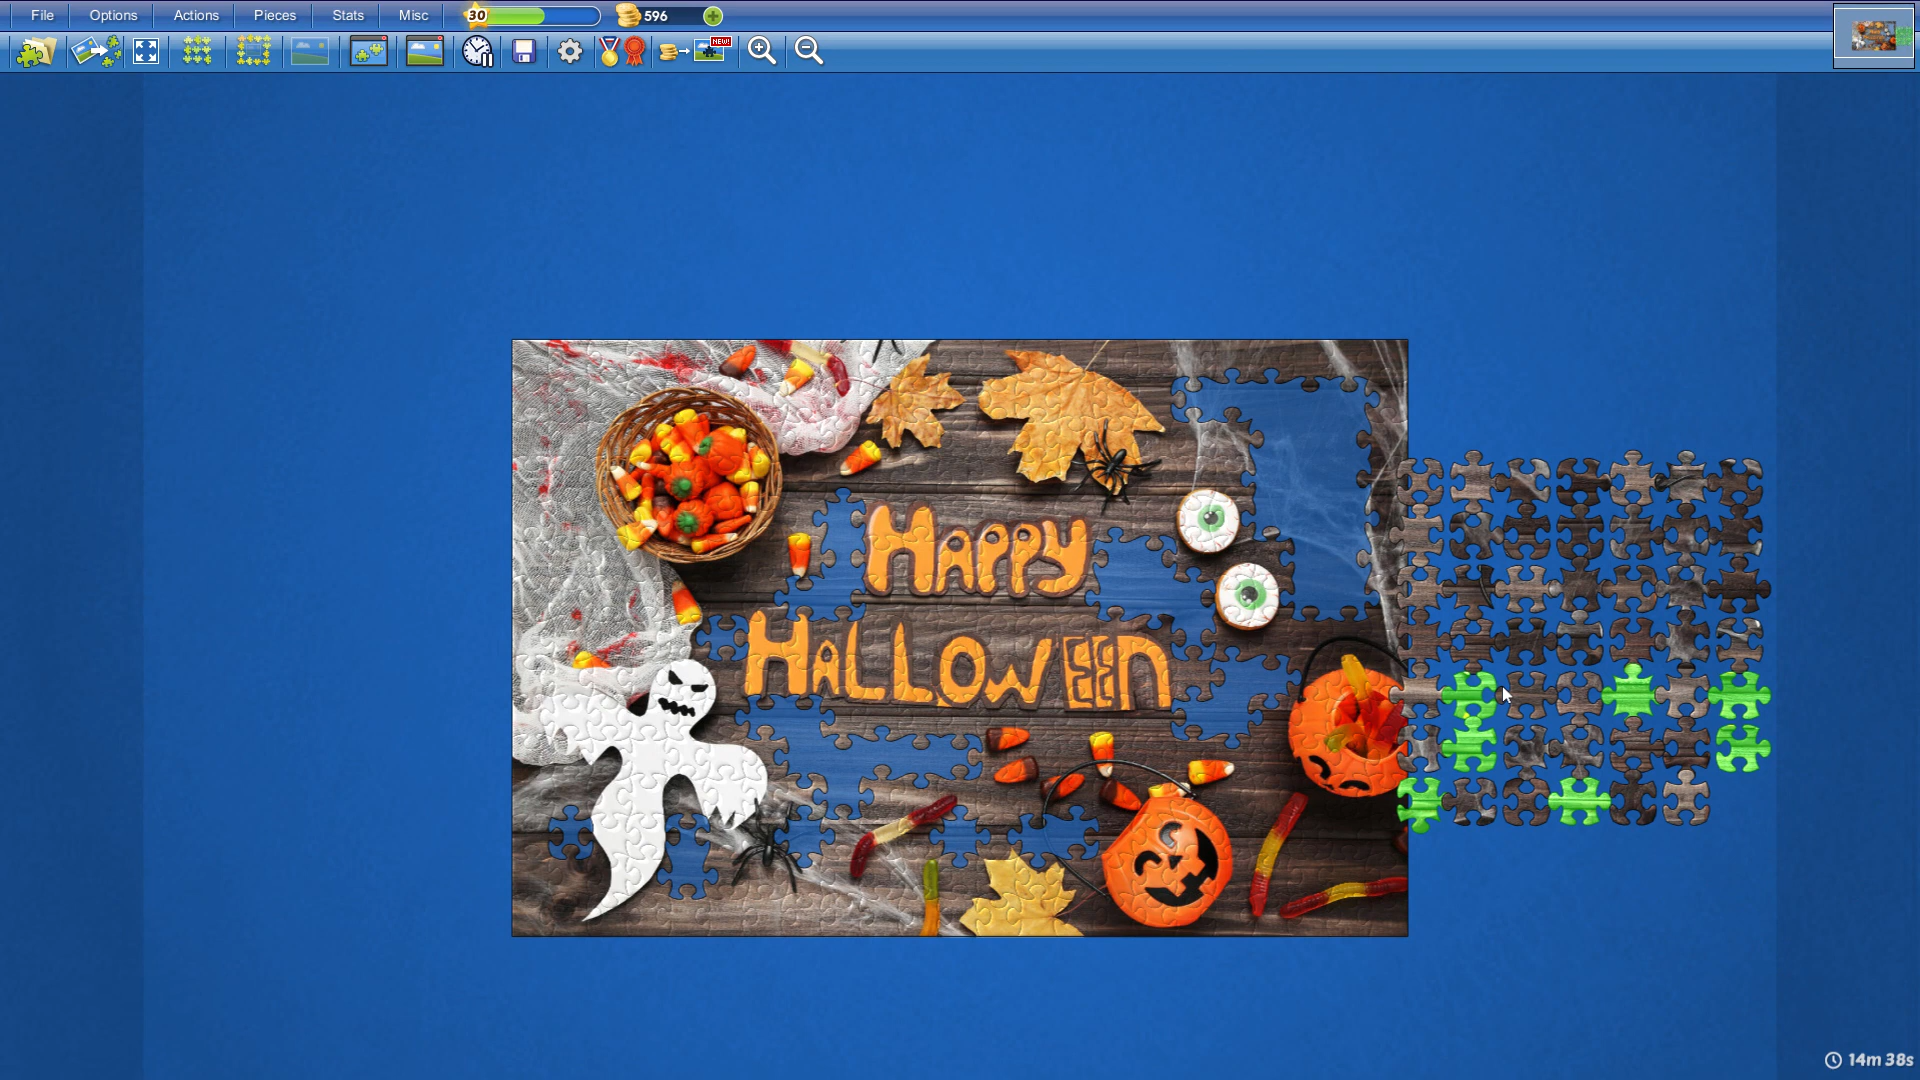 File Options Actions Pieces Stats Misc 30 596
NEW!
HAPPY
HALLOWEEN
14m 38s